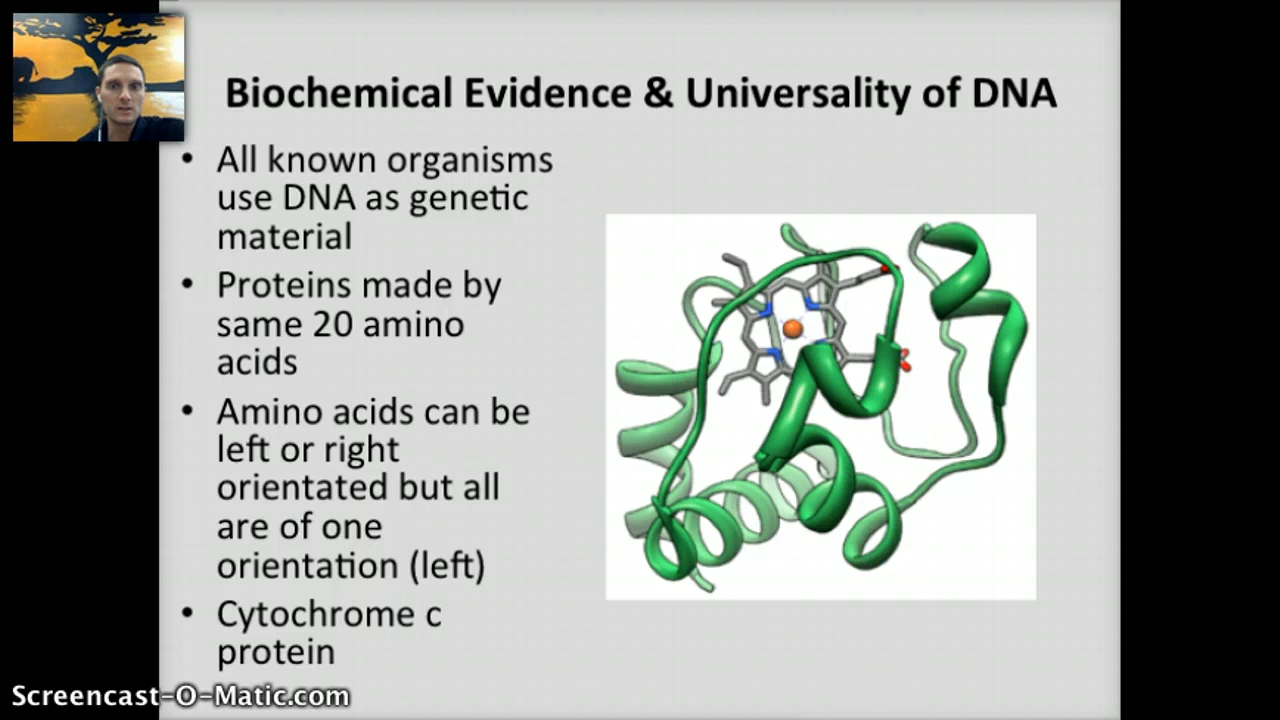 Biochemical Evidence & Universality of DNA
• All known organisms
use DNA as genetic
material
• Proteins made by
same 20 amino
acids
• Amino acids can be
left or right
orientated but all
are of one
orientation (left)
• Cytochrome c
protein
Screencast-O-Matic.com